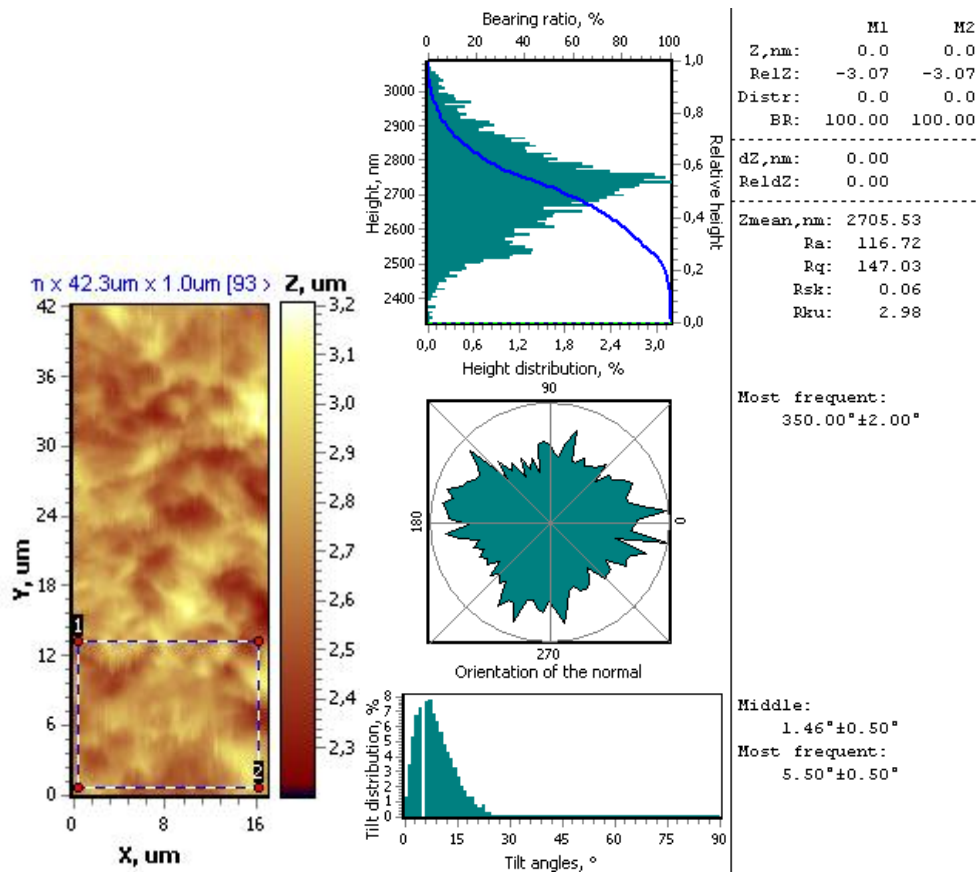 n x 42.3um x 1.0um [93 x
Z, um
42
36
30
24
18
12
6
0
Y, um
0 8 16
X, um
1
2
3,2
3,1
3,0
2,9
2,8
2,7
2,6
2,5
2,4
2,3
Bearing ratio, %
0 20 40 60 80 100
3000
2900
2800
2700
2600
2500
2400
Height, nm
1,0
0,8
0,6
0,4
0,2
0,0
Relative height
0,0 0,6 1,2 1,8 2,4 3,0
Height distribution, %
90
180
0
270
Orientation of the normal
8
7
6
5
4
3
2
1
0
Tilt distribution, %
0 15 30 45 60 75 90
Tilt angles, °
M1 M2
Z,nm: 0.0 0.0
RelZ: -3.07 -3.07
Distr: 0.0 0.0
BR: 100.00 100.00
dZ,nm: 0.00
ReldZ: 0.00
Zmean,nm: 2705.53
Ra: 116.72
Rq: 147.03
Rsk: 0.06
Rku: 2.98
Most frequent:
350.00°±2.00°
Middle:
1.46°±0.50°
Most frequent:
5.50°±0.50°